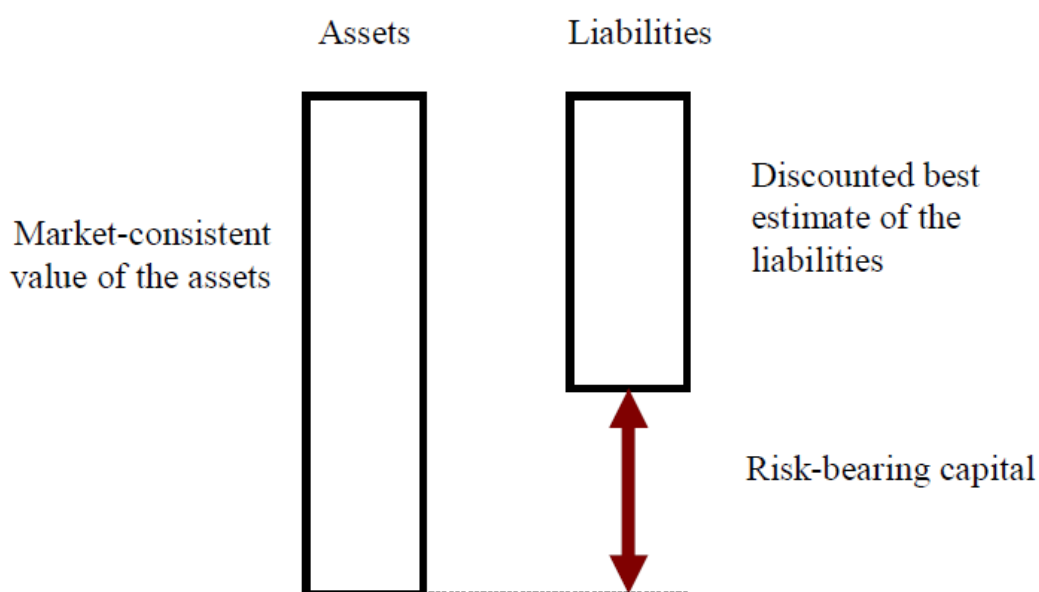 Assets
Liabilities
Market-consistent
value of the assets
Discounted best
estimate of the
liabilities
Risk-bearing capital